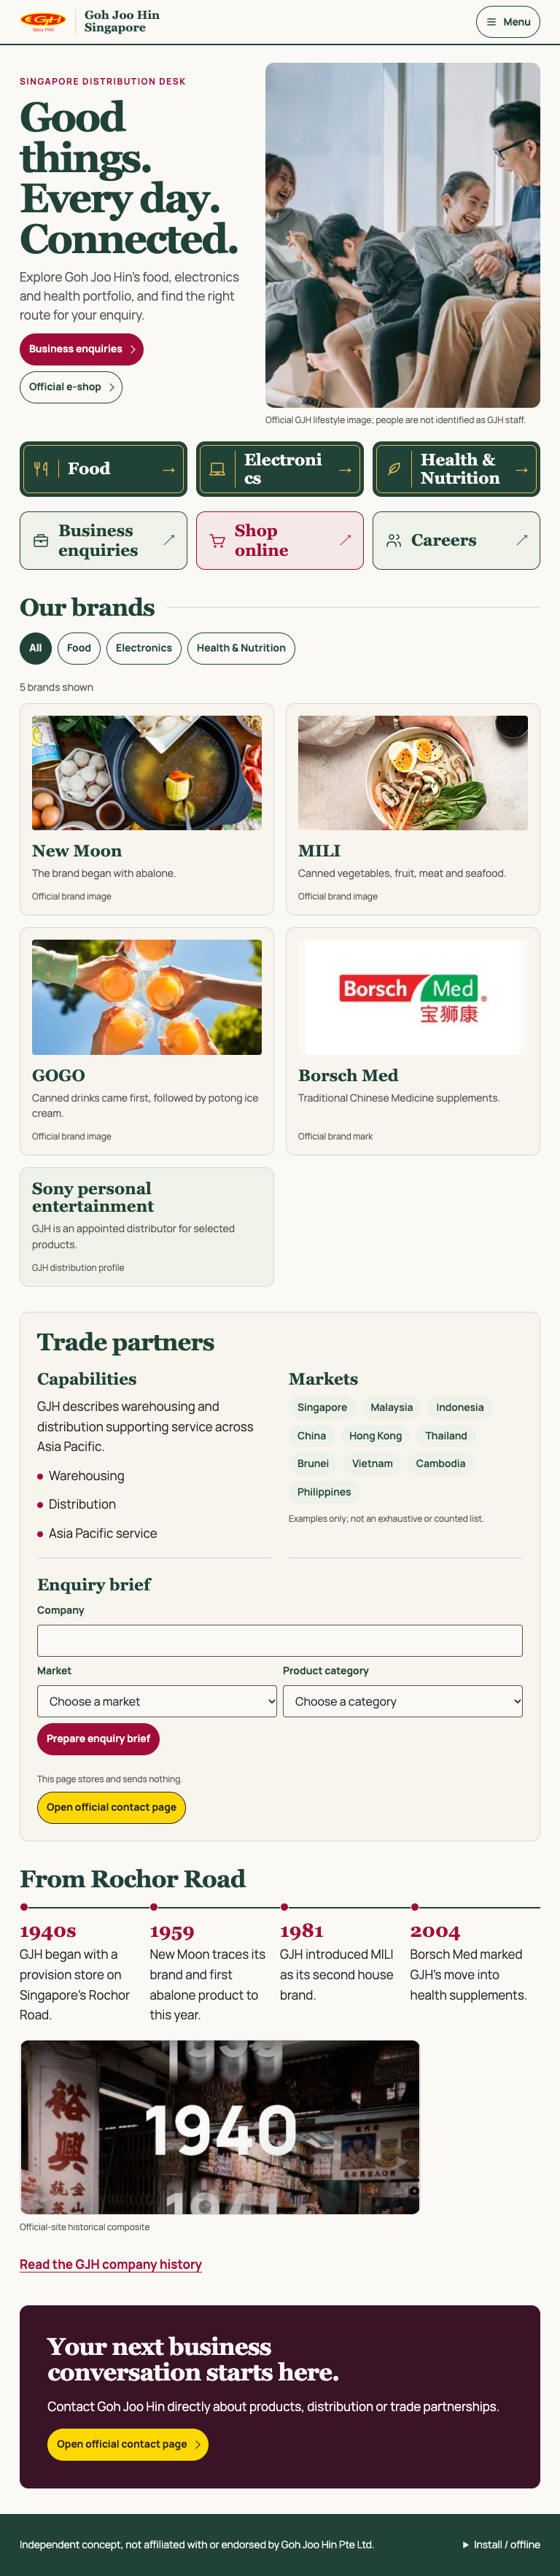 GJH
Since 1940
Goh Joo Hin
Singapore
Menu
SINGAPORE DISTRIBUTION DESK
Good
things.
Every day.
Connected.
Explore Goh Joo Hin's food, electronics
and health portfolio, and find the right
route for your enquiry.
Business enquiries
Official e-shop
Official GJH lifestyle image; people are not identified as GJH staff.
Food
Electroni
cs
Health &
Nutrition
Business
enquiries
Shop
online
Careers
Our brands
All
Food
Electronics
Health & Nutrition
5 brands shown
New Moon
The brand began with abalone.
Official brand image
MILI
Canned vegetables, fruit, meat and seafood.
Official brand image
GOGO
Canned drinks came first, followed by potong ice
cream.
Official brand image
Borsch Med®
宝狮康
Borsch Med
Traditional Chinese Medicine supplements.
Official brand mark
Sony personal
entertainment
GJH is an appointed distributor for selected
products.
GJH distribution profile
Trade partners
Capabilities
GJH describes warehousing and
distribution supporting service across
Asia Pacific.
Warehousing
Distribution
Asia Pacific service
Markets
Singapore
Malaysia
Indonesia
China
Hong Kong
Thailand
Brunei
Vietnam
Cambodia
Philippines
Examples only; not an exhaustive or counted list.
Enquiry brief
Company
Market
Choose a market
Product category
Choose a category
Prepare enquiry brief
This page stores and sends nothing.
Open official contact page
From Rochor Road
1940s
GJH began with a
provision store on
Singapore's Rochor
Road.
1959
New Moon traces its
brand and first
abalone product to
this year.
1981
GJH introduced MILI
as its second house
brand.
2004
Borsch Med marked
GJH's move into
health supplements.
1939
裕
興
1940
1941
Official-site historical composite
Read the GJH company history
Your next business
conversation starts here.
Contact Goh Joo Hin directly about products, distribution or trade partnerships.
Open official contact page
Independent concept, not affiliated with or endorsed by Goh Joo Hin Pte Ltd.
Install / offline